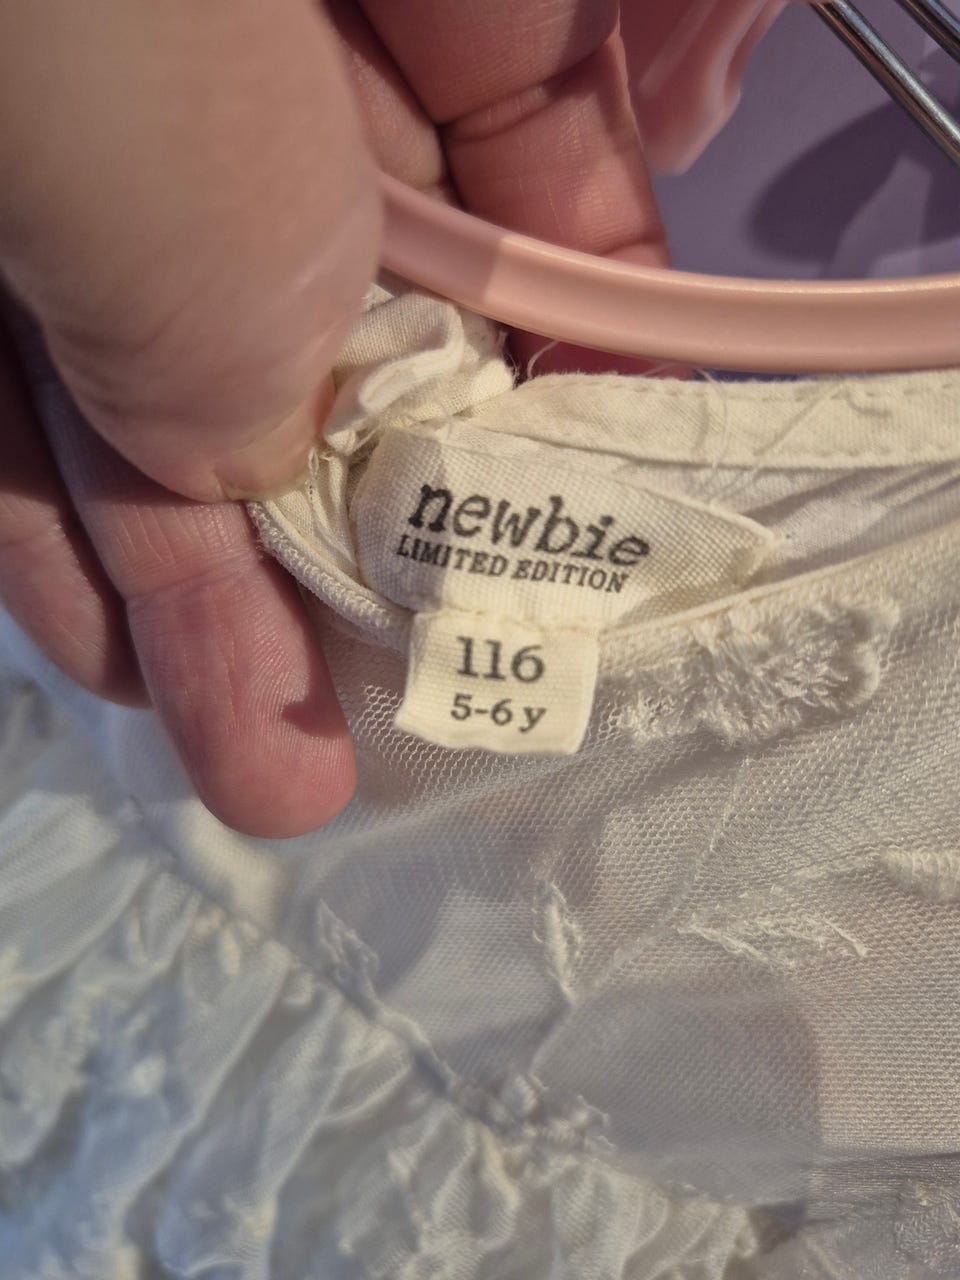 newbie
LIMITED EDITION
116
5-6 y